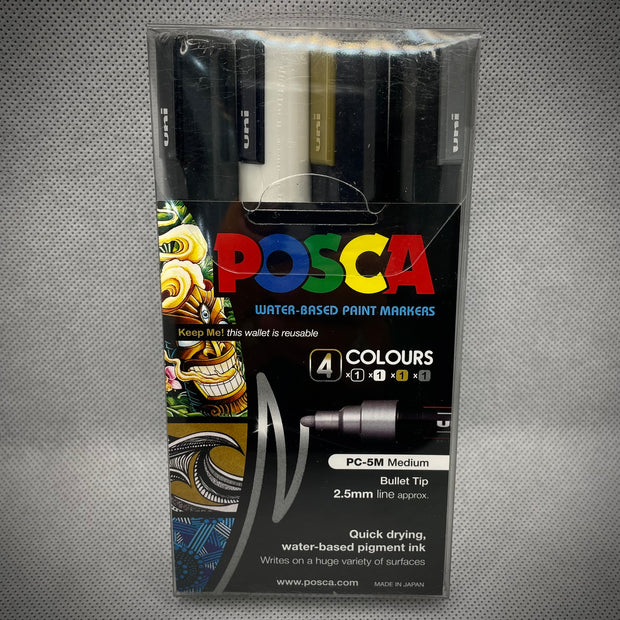 uni uni uni uni
POSCA
WATER-BASED PAINT MARKERS
Keep Me! this wallet is reusable
4 COLOURS
x1 x1 x1 x1
PC-5M Medium
Bullet Tip
2.5mm line approx.
Quick drying,
water-based pigment ink
Writes on a huge variety of surfaces
www.posca.com MADE IN JAPAN